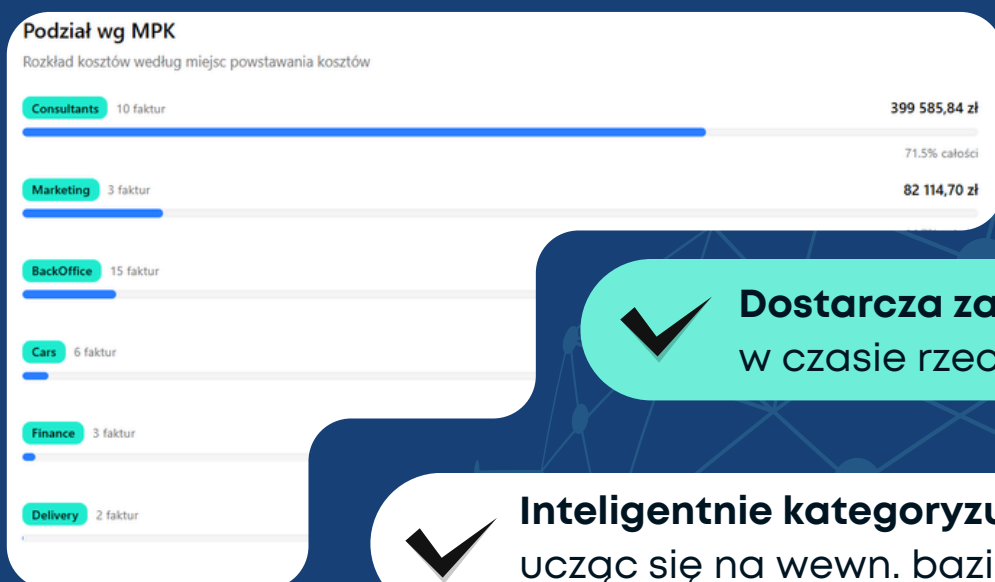 Podział wg MPK
Rozkład kosztów według miejsc powstawania kosztów
Consultants 10 faktur 399 585,84 zł
71.5% całości
Marketing 3 faktur 82 114,70 zł
BackOffice 15 faktur
Dostarcza za
w czasie rzec
Cars 6 faktur
Finance 3 faktur
Inteligentnie kategoryzu
Delivery 2 faktur
ucząc się na wewn. bazi